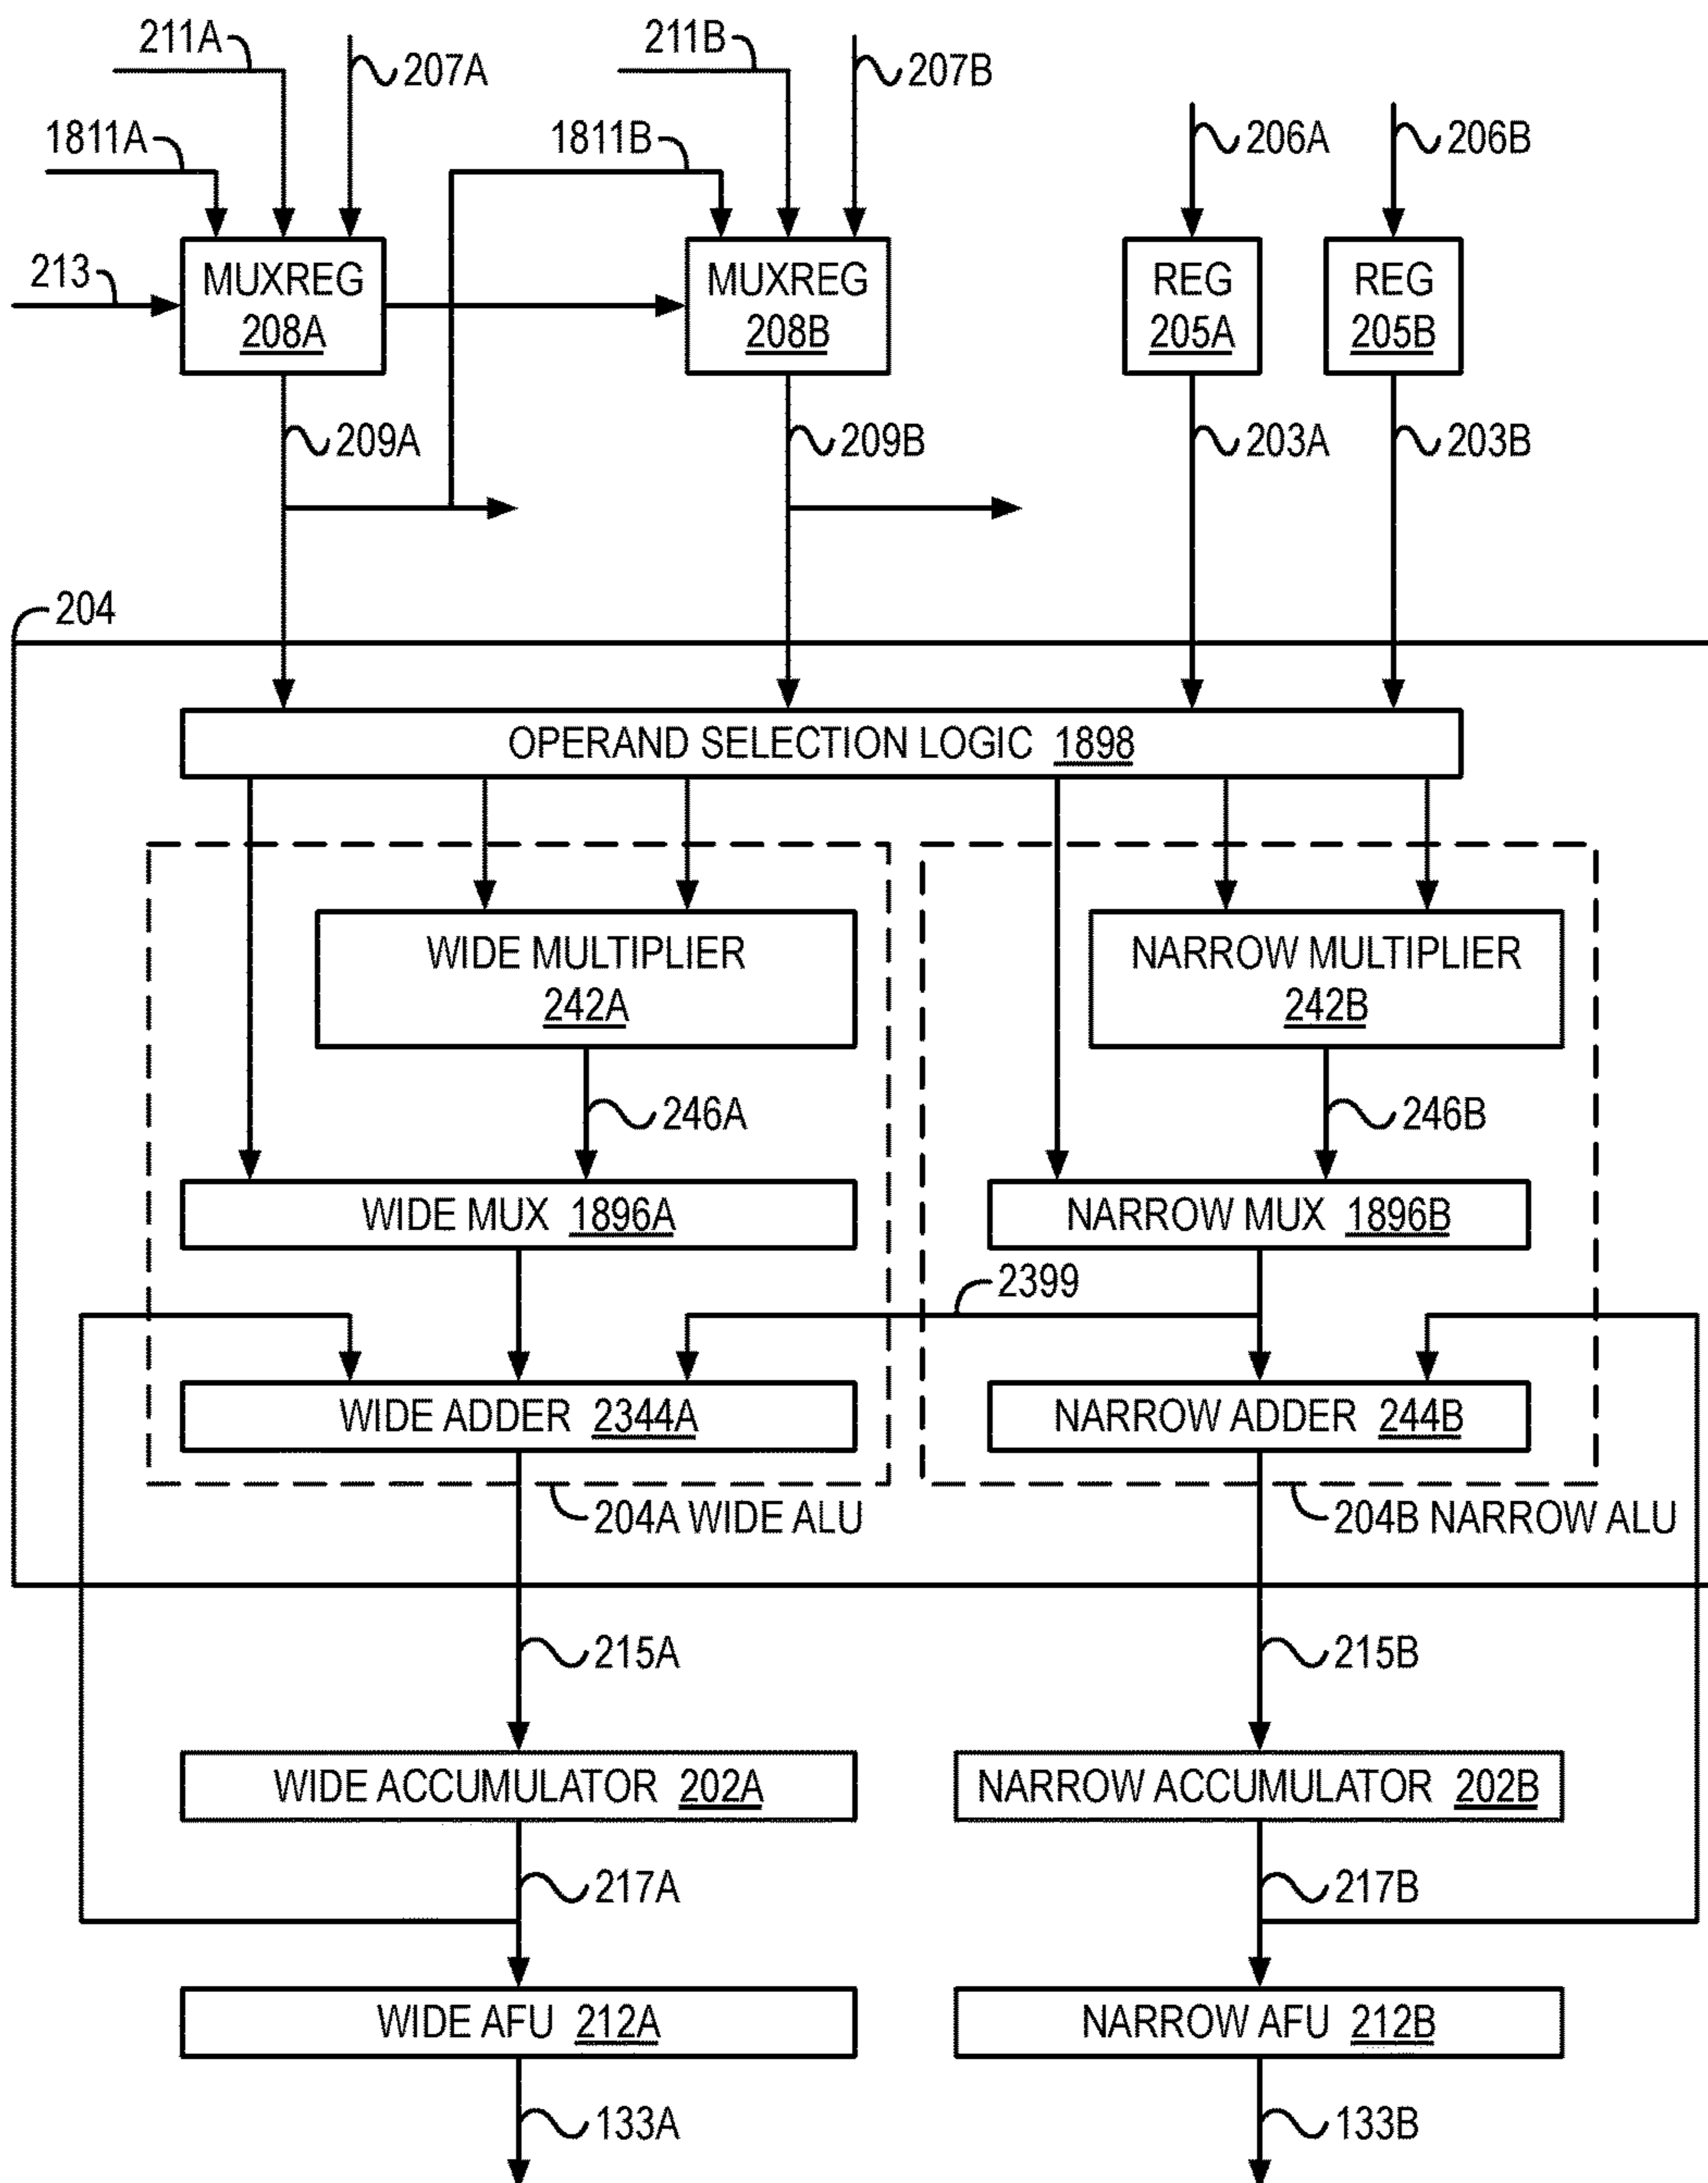 211A
207A
211B
207B
1811A
1811B
206A
206B
213
MUXREG
208A
MUXREG
208B
REG
205A
REG
205B
209A
209B
203A
203B
204
OPERAND SELECTION LOGIC 1898
WIDE MULTIPLIER
242A
NARROW MULTIPLIER
242B
246A
246B
WIDE MUX 1896A
NARROW MUX 1896B
2399
WIDE ADDER 2344A
NARROW ADDER 244B
204A WIDE ALU
204B NARROW ALU
215A
215B
WIDE ACCUMULATOR 202A
NARROW ACCUMULATOR 202B
217A
217B
WIDE AFU 212A
NARROW AFU 212B
133A
133B